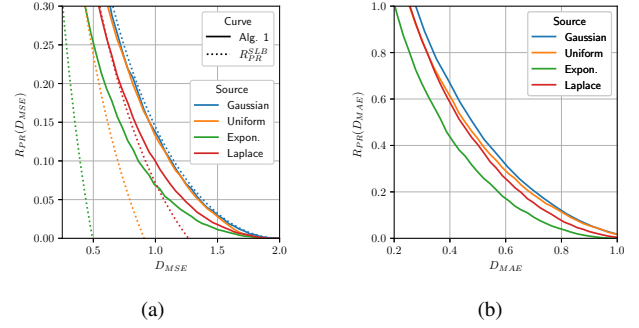 0.30
0.25
0.20
0.15
0.10
0.05
0.00
R_{PR}(D_{MSE})
0.5
1.0
1.5
2.0
D_{MSE}
Curve
Alg. 1
R_{PR}^{SLB}
Source
Gaussian
Uniform
Expon.
Laplace
(a)
1.0
0.8
0.6
0.4
0.2
0.0
R_{PR}(D_{MAE})
0.2
0.4
0.6
0.8
1.0
D_{MAE}
Source
Gaussian
Uniform
Expon.
Laplace
(b)